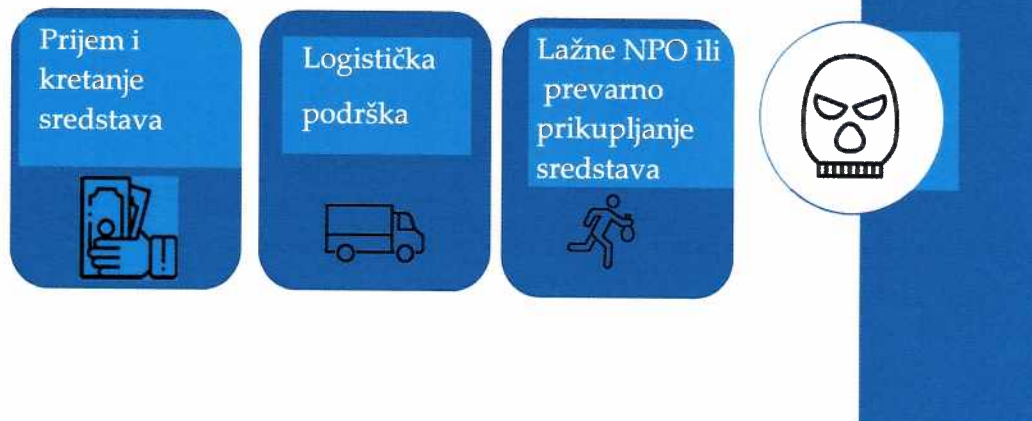 Prijem i
kretanje
sredstava
Logistička
podrška
Lažne NPO ili
prevarno
prikupljanje
sredstava